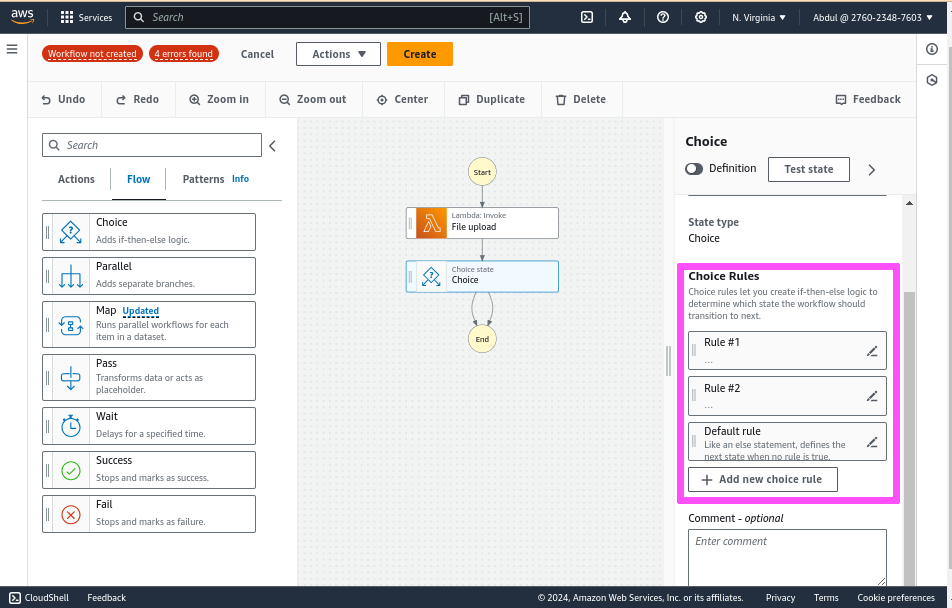 aws
Services
Search
[Alt+S]
N. Virginia
Abdul @ 2760-2348-7603
Workflow not created
4 errors found
Cancel
Actions
Create
Undo
Redo
Zoom in
Zoom out
Center
Duplicate
Delete
Feedback
Search
Actions
Flow
Patterns
Info
Choice
Adds if-then-else logic.
Parallel
Adds separate branches.
Map Updated
Runs parallel workflows for each
item in a dataset.
Pass
Transforms data or acts as
placeholder.
Wait
Delays for a specified time.
Success
Stops and marks as success.
Fail
Stops and marks as failure.
Start
Lambda: Invoke
File upload
Choice state
Choice
End
Choice
Definition
Test state
State type
Choice
Choice Rules
Choice rules let you create if-then-else logic to
determine which state the workflow should
transition to next.
Rule #1
...
Rule #2
...
Default rule
Like an else statement, defines the
next state when no rule is true.
+ Add new choice rule
Comment - optional
Enter comment
CloudShell
Feedback
© 2024, Amazon Web Services, Inc. or its affiliates.
Privacy
Terms
Cookie preferences